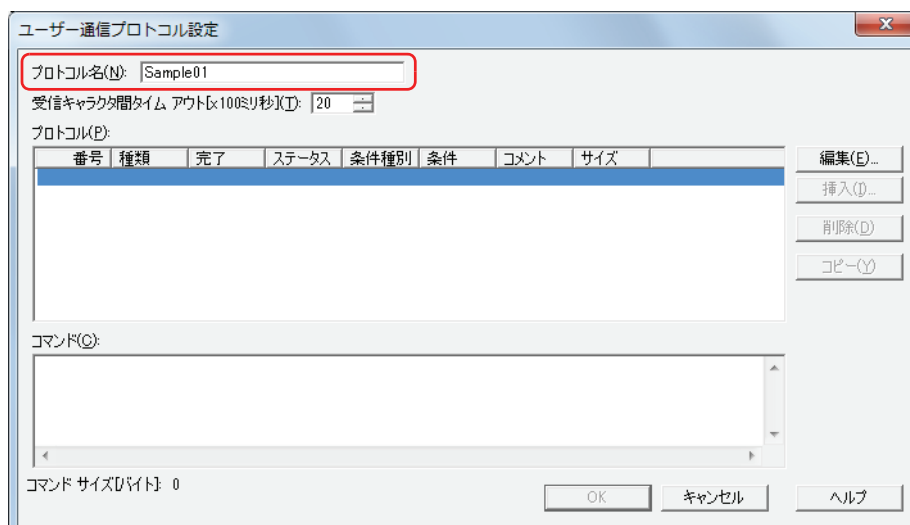 ユーザー通信プロトコル設定
x
プロトコル名(N): Sample01
受信キャラクタ間タイム アウト[x100ミリ秒](T): 20
プロトコル(P):
番号 種類 完了 ステータス 条件種別 条件 コメント サイズ
編集(E)...
挿入(I)...
削除(D)
コピー(Y)
コマンド(C):
コマンド サイズ[バイト]: 0
OK キャンセル ヘルプ